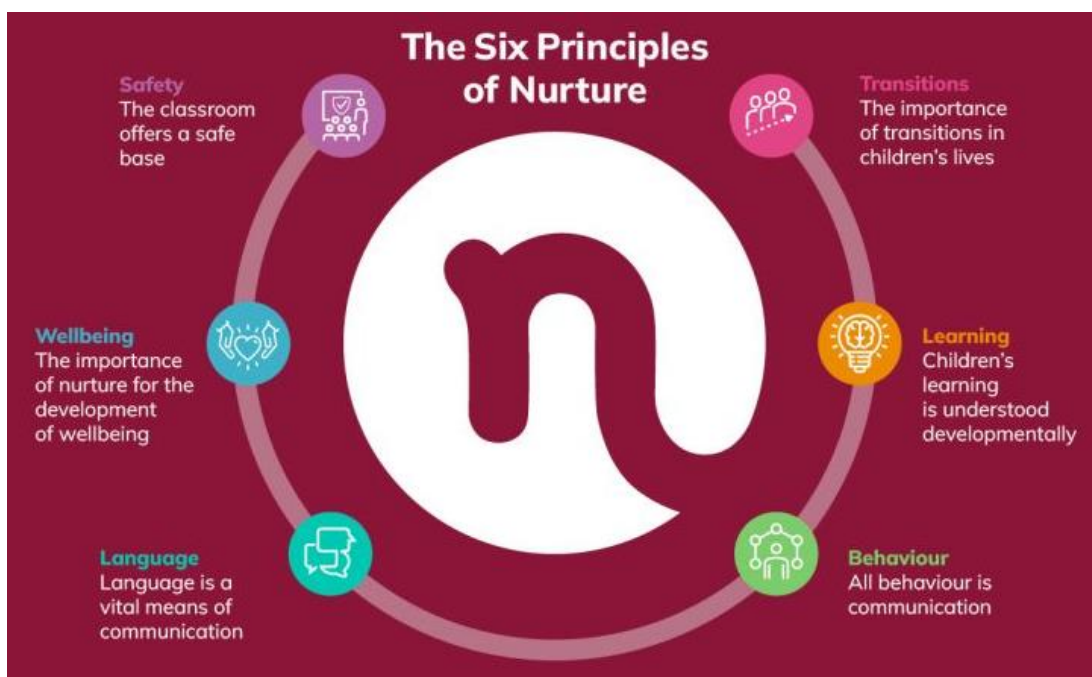 The Six Principles
of Nurture
Safety
The classroom
offers a safe
base
Transitions
The importance
of transitions in
children's lives
Wellbeing
The importance
of nurture for the
development
of wellbeing
n
Learning
Children's
learning
is understood
developmentally
Language
Language is a
vital means of
communication
Behaviour
All behaviour is
communication